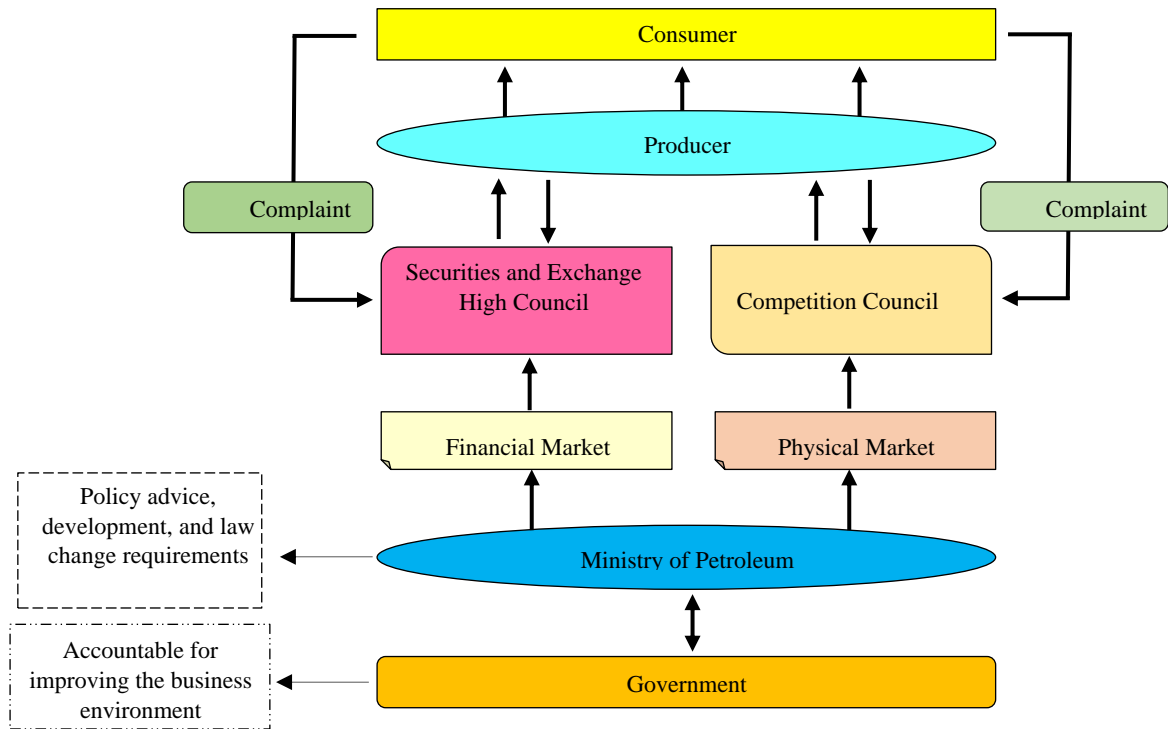 Consumer
Producer
Complaint
Complaint
Securities and Exchange
High Council
Competition Council
Financial Market
Physical Market
Policy advice,
development, and law
change requirements
Ministry of Petroleum
Accountable for
improving the business
environment
Government